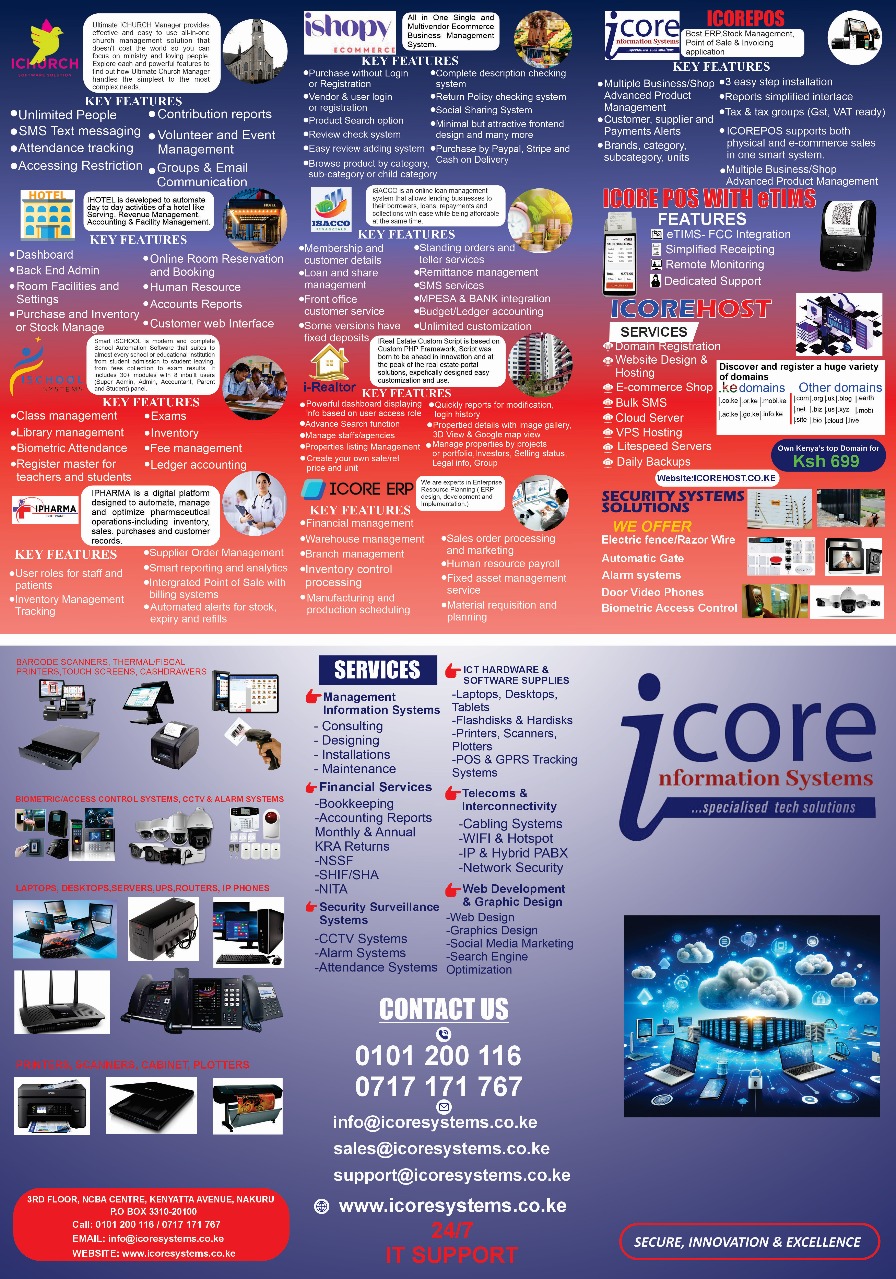 ICHURCH
Ultimate ICHURCH Manager provides
effective and easy to use all-in-one
church management solution that
doesn't cost the world so you can
focus on ministry and loving people.
Explore each and powerful features to
find out how Ultimate Church Manager
handles the simplest to the most
complex needs.
KEY FEATURES
Unlimited People
SMS Text messaging
Attendance tracking
Accessing Restriction
Contribution reports
Volunteer and Event
Management
Groups & Email
Communication
HOTEL
IHOTEL is developed to automate
day to day activities of a hotel like
Serving, Revenue Management,
Accounting & Facility Management.
KEY FEATURES
Dashboard
Back End Admin
Room Facilities and
Settings
Purchase and Inventory
or Stock Manage
Online Room Reservation
and Booking
Human Resource
Accounts Reports
Customer web Interface
ISCHOOL
SYSTEMS
Smart iSCHOOL is modern and complete
School Automation Software that suites to
almost every school or educational institution
from student admission to student leaving,
from fees collection to exam results. It
includes 30+ modules with 8 inbuilt users
(Super Admin, Admin, Accountant, Parent
and Student) panel.
KEY FEATURES
Class management
Library management
Biometric Attendance
Register master for
teachers and students
Exams
Inventory
Fee management
Ledger accounting
IPHARMA
IPHARMA is a digital platform
designed to automate, manage
and optimize pharmaceutical
operations-including inventory,
sales, purchases and customer
records.
KEY FEATURES
User roles for staff and
patients
Inventory Management
Tracking
Supplier Order Management
Smart reporting and analytics
Intergrated Point of Sale with
billing systems
Automated alerts for stock,
expiry and refills
ishopy
ECOMMERCE
All in One Single and
Multivendor Ecommerce
Business Management
System.
KEY FEATURES
Purchase without Login
or Registration
Vendor & user login
or registration
Product Search option
Review check system
Easy review adding system
Browse product by category,
sub-category or child category
Complete description checking
system
Return Policy checking system
Social Sharing System
Minimal but attractive frontend
design and many more
Purchase by Paypal, Stripe and
Cash on Delivery
iSACCO
FINANCIALS
iSACCO is an online loan management
system that allows lending businesses to
their borrowers, loans, repayments and
collections with ease while being affordable
at the same time.
KEY FEATURES
Membership and
customer details
Loan and share
management
Front office
customer service
Some versions have
fixed deposits
Standing orders and
tellor services
Remittance management
SMS services
MPESA & BANK integration
Budget/Ledger accounting
Unlimited customization
i-Realtor
iReal Estate Custom Script is based on
Custom PHP Framework, Script was
born to be ahead in innovation and at
the peak of the real estate portal
solutions, expetically designed easy
customization and use.
KEY FEATURES
Powerful dashboard displaying
info based on user access role
Advance Search function
Manage staffs/agencies
Properties listing Management
Create your own sale/ret
price and unit
Quickly reports for modification,
login history
Propertied details with image gallery,
3D View & Google map view
Manage properties by projects
or portfolio, Investors, Selling status
Legal info, Group
ICORE ERP
We are experts in Enterprise
Resource Planning ( ERP
design, development and
Implementation.)
KEY FEATURES
Financial management
Warehouse management
Branch management
Inventory control
processing
Manufacturing and
production scheduling
Sales order processing
and marketing
Human resource payroll
Fixed asset management
service
Material requisition and
planning
icore
nformation Systems
ICOREPOS
Best ERP,Stock Management,
Point of Sale & Invoicing
application
KEY FEATURES
Multiple Business/Shop
Advanced Product
Management
Customer, supplier and
Payments Alerts
Brands, category,
subcategory, units
3 easy step installation
Reports simplified interlace
Tax & tax groups (Gst, VAT ready)
ICOREPOS supports both
physical and e-commerce sales
in one smart system.
Multiple Business/Shop
Advanced Product Management
ICORE POS WITH eTIMS
FEATURES
eTIMS- FCC Integration
Simplified Receipting
Remote Monitoring
Dedicated Support
ICOREHOST
SERVICES
Domain Registration
Website Design &
Hosting
E-commerce Shop
Bulk SMS
Cloud Server
VPS Hosting
Litespeed Servers
Daily Backups
Discover and register a huge variety
of domains
.ke domains
.co.ke |.or.ke |.mobi.ke
.ac.ke |.go.ke |info.ke
Other domains
.com |.org |.us |.blog |.earth
.net |.biz |.us |.xyz |.mobi
.site |.bio |.cloud |.live
Own Kenya's top Domain for
Ksh 699
Website:ICOREHOST.CO.KE
SECURITY SYSTEMS
SOLUTIONS
WE OFFER
Electric fence/Razor Wire
Automatic Gate
Alarm systems
Door Video Phones
Biometric Access Control
BARCODE SCANNERS, THERMAL/FISCAL
PRINTERS,TOUCH SCREENS, CASHDRAWERS
BIOMETRIC/ACCESS CONTROL SYSTEMS, CCTV & ALARM SYSTEMS
LAPTOPS, DESKTOPS,SERVERS,UPS,ROUTERS, IP PHONES
PRINTERS, SCANNERS, CABINET, PLOTTERS
3RD FLOOR, NCBA CENTRE, KENYATTA AVENUE, NAKURU
P.O BOX 3310-20100
Call: 0101 200 116 / 0717 171 767
EMAIL: info@icoresystems.co.ke
WEBSITE: www.icoresystems.co.ke
SERVICES
Management
Information Systems
- Consulting
- Designing
- Installations
- Maintenance
Financial Services
-Bookkeeping
-Accounting Reports
Monthly & Annual
KRA Returns
-NSSF
-SHIF/SHA
-NITA
Security Surveillance
Systems
-CCTV Systems
-Alarm Systems
-Attendance Systems
ICT HARDWARE &
SOFTWARE SUPPLIES
-Laptops, Desktops,
Tablets
-Flashdisks & Hardisks
-Printers, Scanners,
Plotters
-POS & GPRS Tracking
Systems
Telecoms &
Interconnectivity
-Cabling Systems
-WIFI & Hotspot
-IP & Hybrid PABX
-Network Security
Web Development
& Graphic Design
-Web Design
-Graphics Design
-Social Media Marketing
-Search Engine
Optimization
CONTACT US
0101 200 116
0717 171 767
info@icoresystems.co.ke
sales@icoresystems.co.ke
support@icoresystems.co.ke
www.icoresystems.co.ke
24/7
IT SUPPORT
icore
nformation Systems
...specialised tech solutions
SECURE, INNOVATION & EXCELLENCE